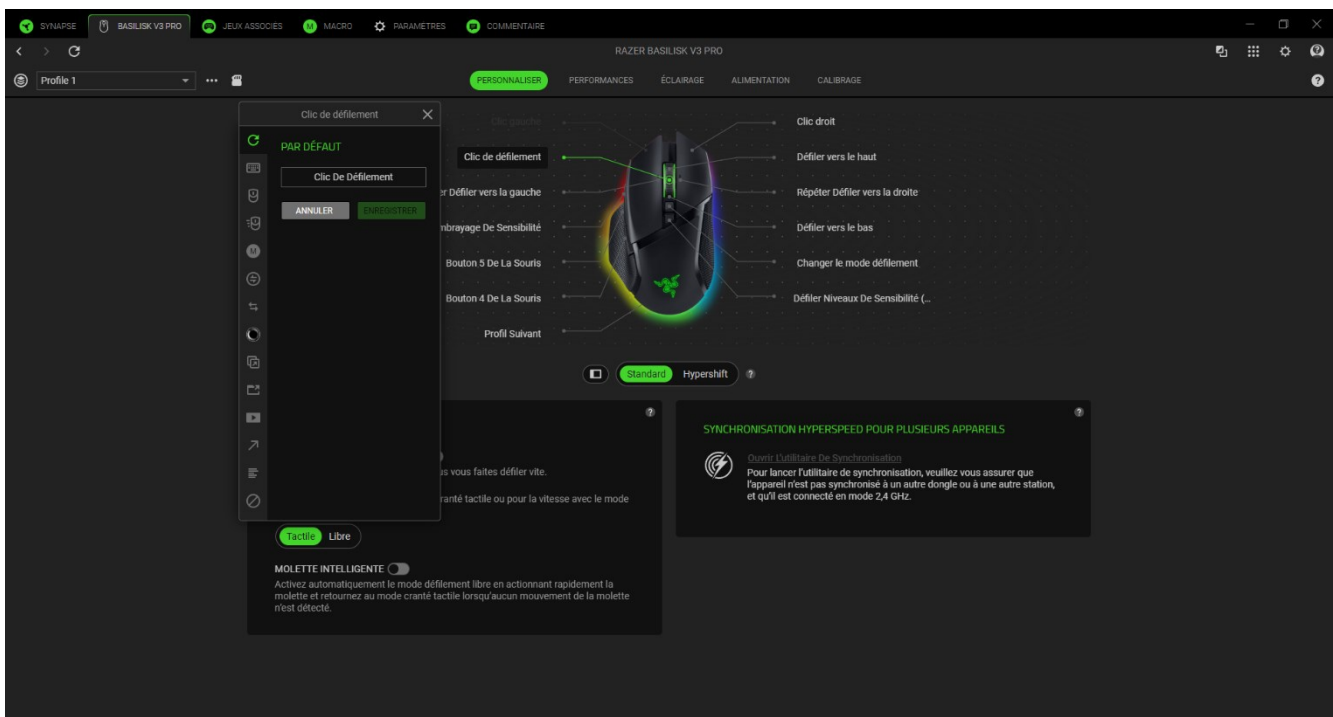 SYNAPSE
BASILISK V3 PRO
JEUX ASSOCIÉS
MACRO
PARAMÈTRES
COMMENTAIRE
RAZER BASILISK V3 PRO
Profile 1
PERSONNALISER
PERFORMANCES
ÉCLAIRAGE
ALIMENTATION
CALIBRAGE
Clic de défilement
PAR DÉFAUT
Clic De Défilement
ANNULER
ENREGISTRER
Clic gauche
Clic de défilement
Défiler vers la gauche
De Sensibilité
Bouton 5 De La Souris
Bouton 4 De La Souris
Profil Suivant
Clic droit
Défiler vers le haut
Répéter Défiler vers la droite
Défiler vers le bas
Changer le mode défilement
Défiler Niveaux De Sensibilité (...
Standard
Hypershift
vous faites défiler vite.
tactile ou pour la vitesse avec le mode
Tactile
Libre
MOLETTE INTELLIGENTE
Activez automatiquement le mode défilement libre en actionnant rapidement la
molette et retournez au mode cranté tactile lorsqu'aucun mouvement de la molette
n'est détecté.
SYNCHRONISATION HYPERSPEED POUR PLUSIEURS APPAREILS
Ouvrir L'utilitaire De Synchronisation
Pour lancer l'utilitaire de synchronisation, veuillez vous assurer que
l'appareil n'est pas synchronisé à un autre dongle ou à une autre station,
et qu'il est connecté en mode 2,4 GHz.